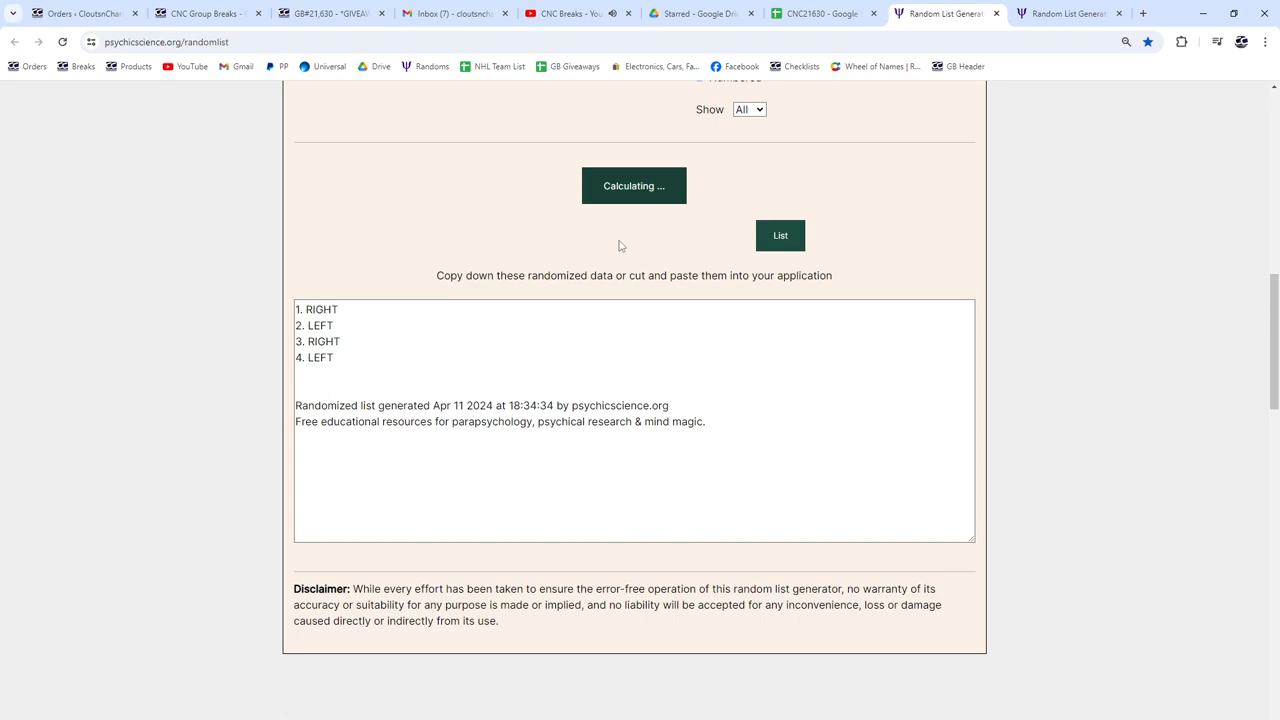 Orders ‹ CloutsnChar
CNC Group Breaks - C
GB#21,630 - *GIVEAW
Inbox (7) - cloutsncha
CNC Breaks - You
Starred - Google Driv
CNC21630 - Google S
Random List Generat
Random List Generato
psychicscience.org/randomlist
Orders
Breaks
Products
YouTube
Gmail
PP
Universal
Drive
Randoms
NHL Team List
GB Giveaways
Electronics, Cars, Fa...
Facebook
Checklists
Wheel of Names | R...
GB Header
Numbered
Show
All
Calculating ...
List
Copy down these randomized data or cut and paste them into your application
1. RIGHT
2. LEFT
3. RIGHT
4. LEFT
Randomized list generated Apr 11 2024 at 18:34:34 by psychicscience.org
Free educational resources for parapsychology, psychical research & mind magic.
Disclaimer: While every effort has been taken to ensure the error-free operation of this random list generator, no warranty of its
accuracy or suitability for any purpose is made or implied, and no liability will be accepted for any inconvenience, loss or damage
caused directly or indirectly from its use.